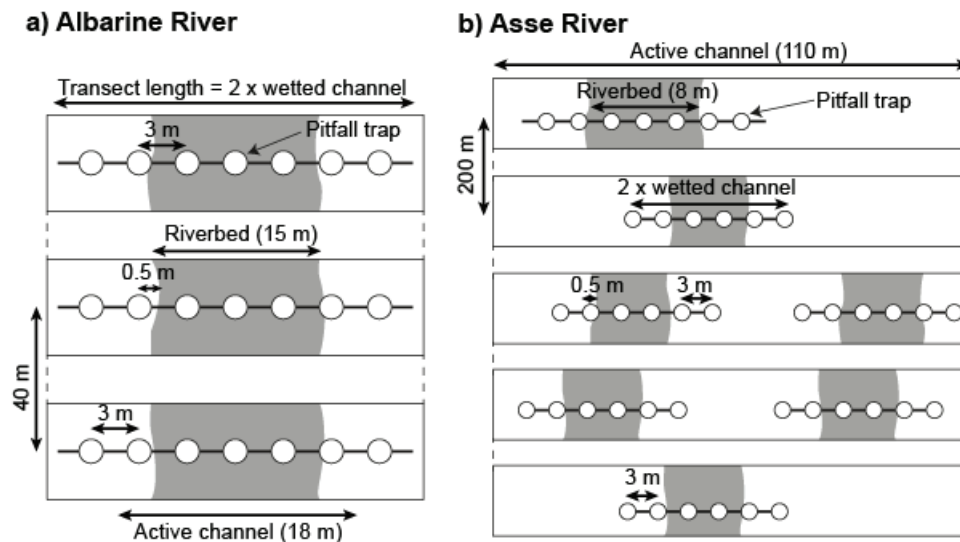 a) Albarine River
Transect length = 2 x wetted channel
3 m
Pitfall trap
Riverbed (15 m)
0.5 m
40 m
3 m
Active channel (18 m)
b) Asse River
Active channel (110 m)
Riverbed (8 m)
Pitfall trap
200 m
2 x wetted channel
0.5 m
3 m
3 m